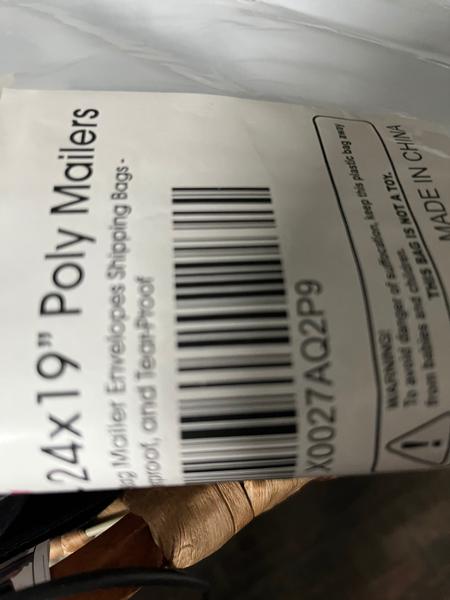 24x19” Poly Mailers
Mailer Envelopes Shipping Bags -
proof, and Tear-Proof
X0027AQ2P9
WARNING!
To avoid danger of suffocation, keep this plastic bag away
from babies and children.
THIS BAG IS NOT A TOY.
MADE IN CHINA